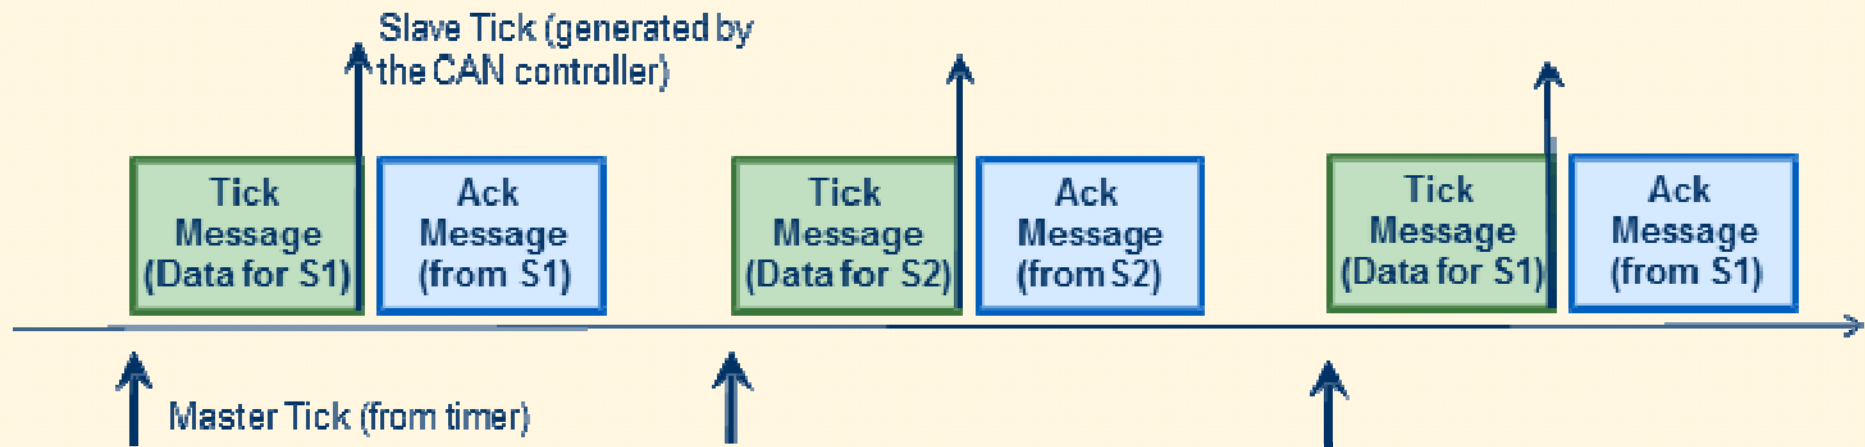 Slave Tick (generated by
the CAN controller)
Tick
Message
(Data for S1)
Ack
Message
(from S1)
Tick
Message
(Data for S2)
Ack
Message
(from S2)
Tick
Message
(Data for S1)
Ack
Message
(from S1)
Master Tick (from timer)